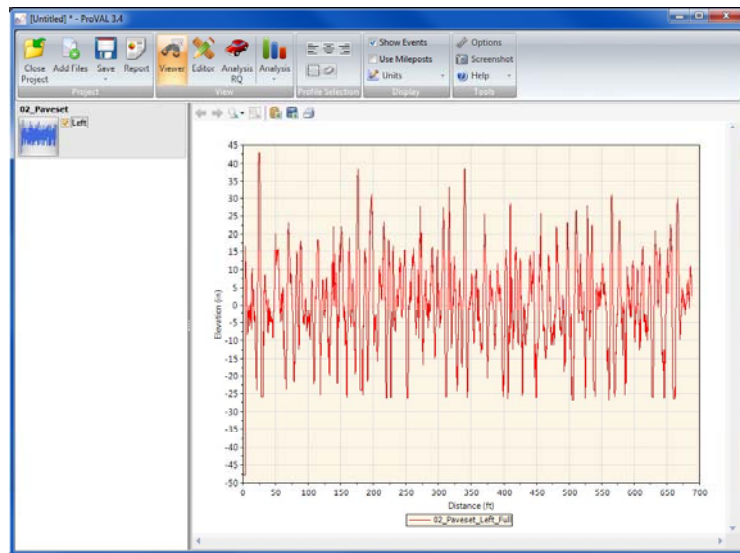 [Untitled] * - ProVAL 3.4
Close Project
Add Files
Save
Report
Viewer
Editor
Analysis RQ
Analysis
Show Events
Use Mileposts
Units
Options
Screenshot
Help
Project
View
Profile Selection
Display
Tools
02_Paveset
Left
45
40
35
30
25
20
15
10
5
0
-5
-10
-15
-20
-25
-30
-35
-40
-45
-50
Elevation (in)
0 50 100 150 200 250 300 350 400 450 500 550 600 650 700
Distance (ft)
02_Paveset_Left_Full